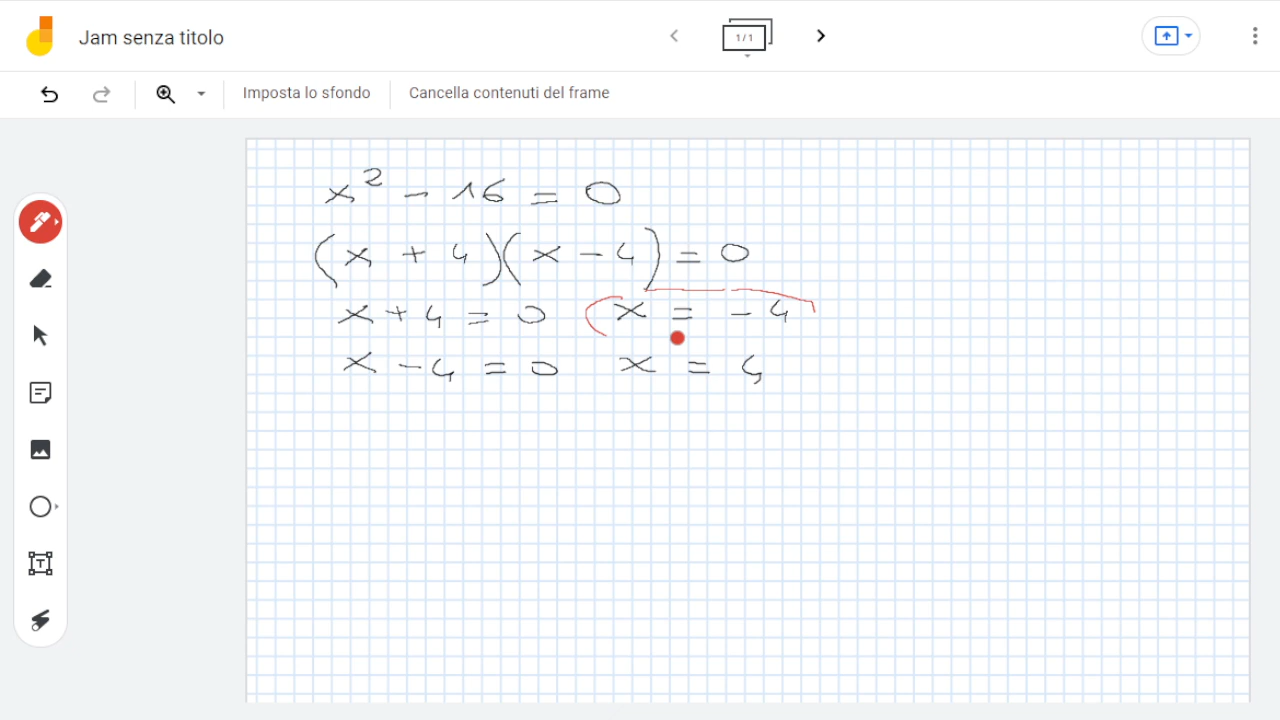 Jam senza titolo
1/1
Imposta lo sfondo Cancella contenuti del frame
x² - 16 = 0
(x + 4)(x - 4) = 0
x + 4 = 0 x = - 4
x - 4 = 0 x = 4
T